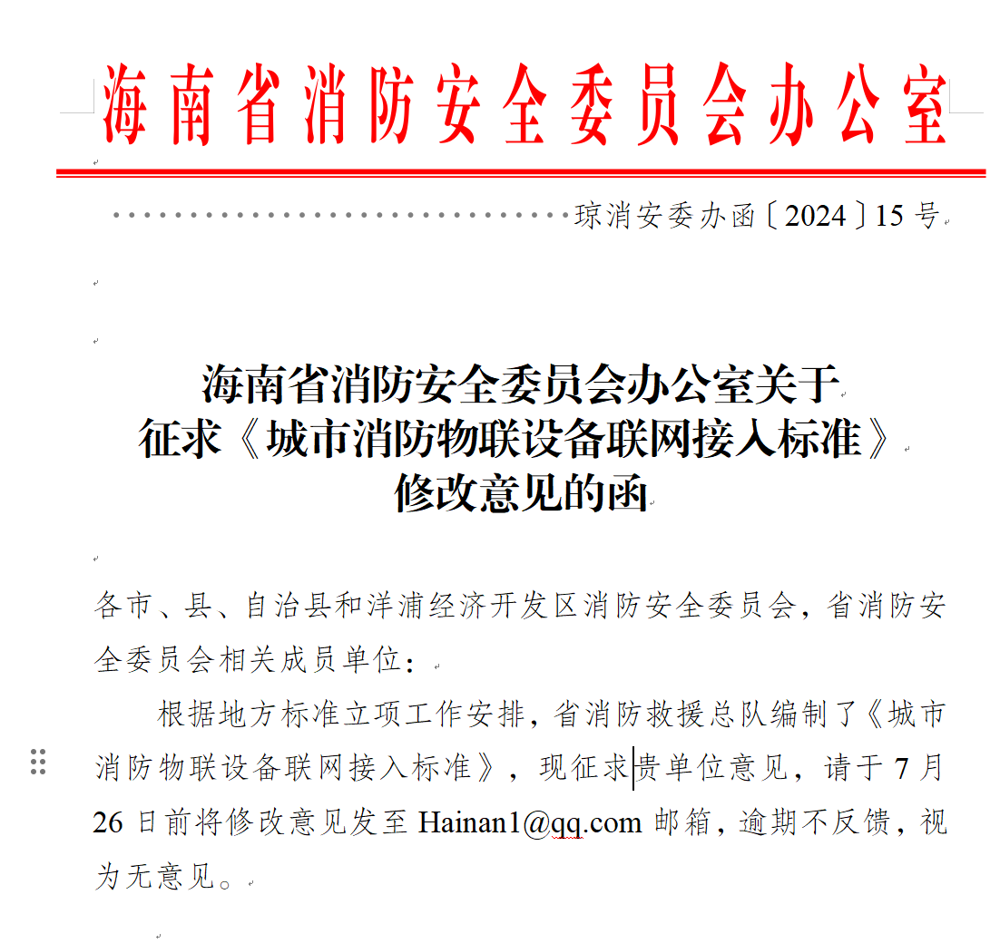 海南省消防安全委员会办公室
琼消安委办函〔2024〕15 号
海南省消防安全委员会办公室关于
征求《城市消防物联设备联网接入标准》
修改意见的函
各市、县、自治县和洋浦经济开发区消防安全委员会，省消防安
全委员会相关成员单位：
根据地方标准立项工作安排，省消防救援总队编制了《城市
消防物联设备联网接入标准》，现征求贵单位意见，请于 7 月
26 日前将修改意见发至 Hainan1@qq.com 邮箱，逾期不反馈，视
为无意见。